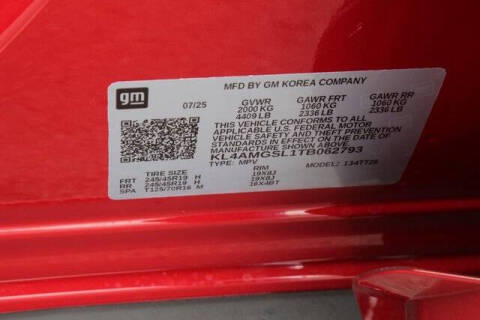 MFD BY GM KOREA COMPANY
gm 07/25 GVWR GAWR FRT GAWR RR
2000 KG 1060 KG 1060 KG
4409 LB 2336 LB 2336 LB
THIS VEHICLE CONFORMS TO ALL
APPLICABLE U.S. FEDERAL MOTOR
VEHICLE SAFETY AND THEFT PREVENTION
STANDARDS IN EFFECT ON THE DATE OF
MANUFACTURE SHOWN ABOVE.
KL4AMGSL1TB062793
TYPE: MPV MODEL: 134TT26
TIRE SIZE RIM
FRT 245/45R19 H 19X8J
RR 245/45R19 H 19X8J
SPA T125/70R16 M 16X4BT